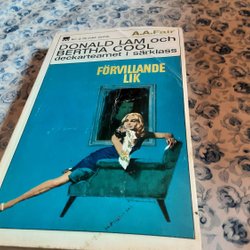 A.A.Fair
DONALD LAM och
BERTHA COOL
deckarteamet i särklass
FÖRVILLANDE
LIK